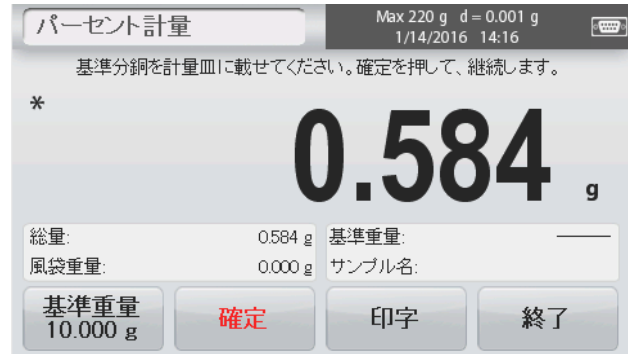 パーセント計量
Max 220 g d = 0.001 g
1/14/2016 14:16
基準分銅を計量皿に載せてください。確定を押して、継続します。
*
0.584 g
総量: 0.584 g 基準重量: ———
風袋重量: 0.000 g サンプル名:
基準重量
10.000 g
確定
印字
終了